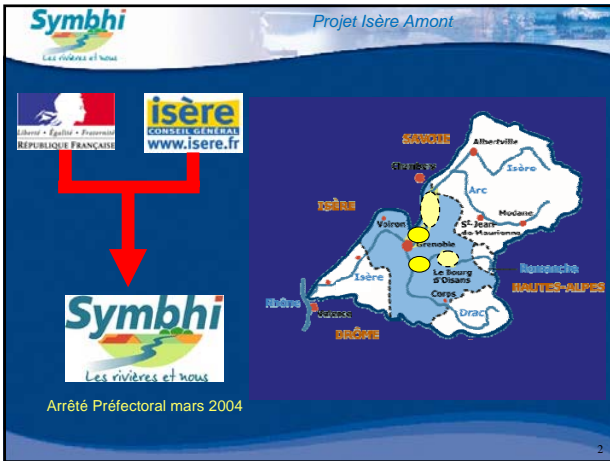 Symbhi
Les rivières et nous
Projet Isère Amont
Liberté • Égalité • Fraternité
RÉPUBLIQUE FRANÇAISE
isère
CONSEIL GÉNÉRAL
www.isere.fr
Symbhi
Les rivières et nous
Arrêté Préfectoral mars 2004
SAVOIE
Albertville
Isère
Arc
ISÈRE
Voiron
Modane
St Jean
de Maurienne
Grenoble
Isère
Le Bourg
d'Oisans
Romanche
HAUTES-ALPES
Corps
Rhône
Valence
Drac
DRÔME
2